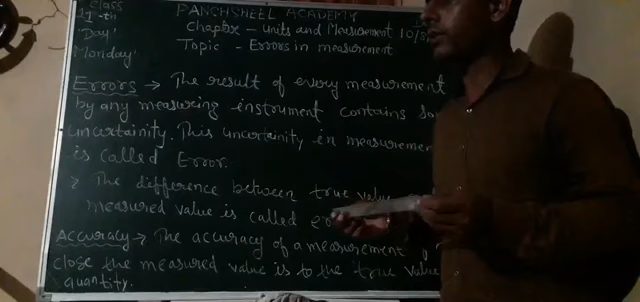 Class
PANCHSHEEL ACADEMY
11-th
Chapter - Units and Measurement 10/8
'Day'
Topic - Errors in measurement
Monday'
Errors → The result of every measurement
by any measuring instrument contains
uncertainity. This uncertainity in measurement
is called Error.
→ The difference between true value
measured value is called
Accuracy → The accuracy of a measurement
close the measured value is to the true value
quantity.